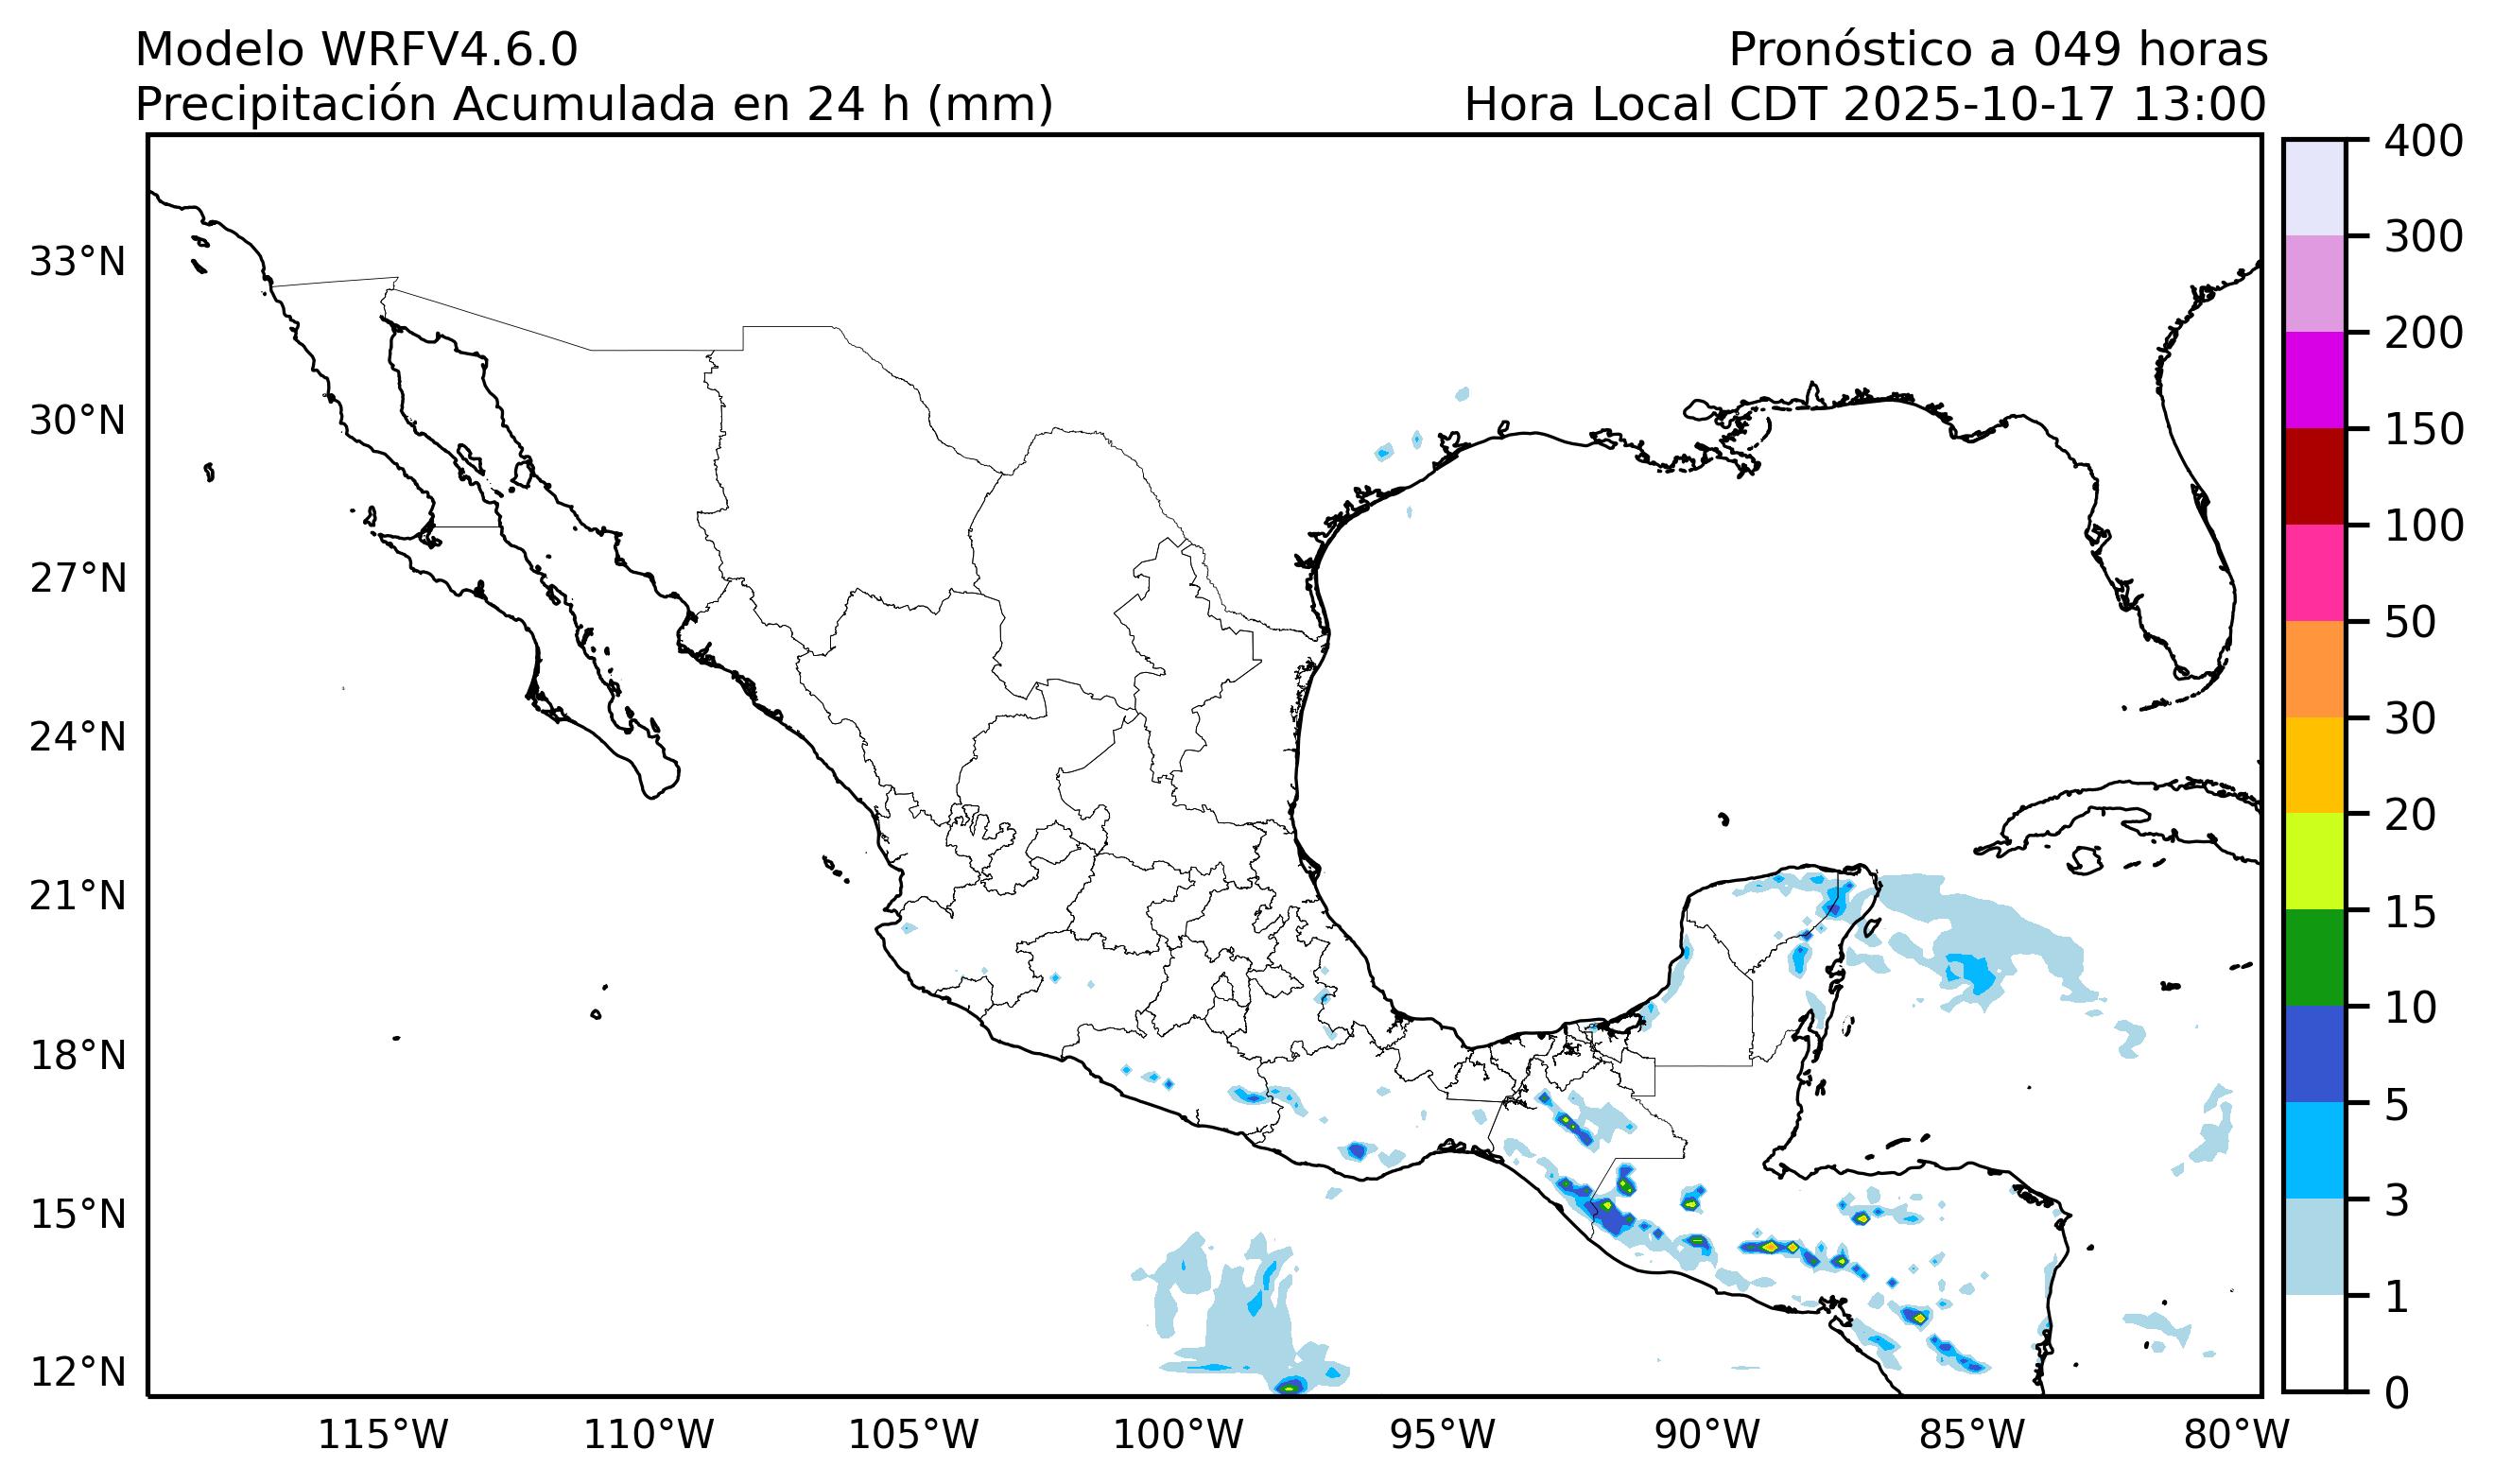 Modelo WRFV4.6.0
Pronóstico a 049 horas
Precipitación Acumulada en 24 h (mm)
Hora Local CDT 2025-10-17 13:00
400
300
200
150
100
50
30
20
15
10
5
3
1
0
33°N
30°N
27°N
24°N
21°N
18°N
15°N
12°N
115°W
110°W
105°W
100°W
95°W
90°W
85°W
80°W